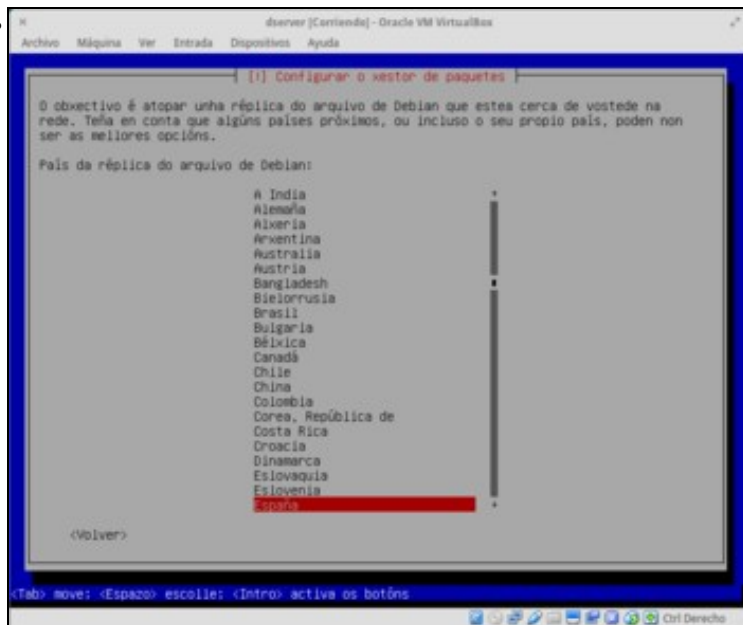 dserver [Corriendo] - Oracle VM VirtualBox
Archivo Máquina Ver Entrada Dispositivos Ayuda
[!] Configurar o xestor de paquetes
O obxectivo é atopar unha réplica do arquivo de Debian que estea cerca de vostede na
rede. Teña en conta que algúns países próximos, ou incluso o seu propio país, poden non
ser as mellores opcións.
País da réplica do arquivo de Debian:
A India
Alemaña
Alxeria
Arxentina
Australia
Austria
Bangladesh
Bielorrusia
Brasil
Bulgaria
Bélxica
Canadá
Chile
China
Colombia
Corea, República de
Costa Rica
Croacia
Dinamarca
Eslovaquia
Eslovenia
España
<Volver>
<Tab> move; <Espazo> escolle; <Intro> activa os botóns
Ctrl Derecho